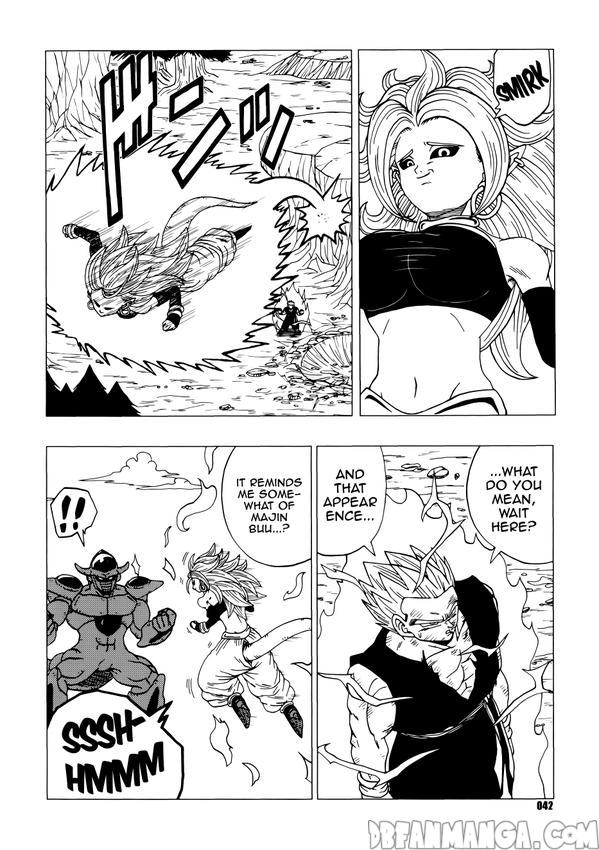 SMIRK
...WHAT
DO YOU
MEAN,
WAIT
HERE?
AND
THAT
APPEAR
ENCE...
IT REMINDS
ME SOME-
WHAT OF
MAJIN
BUU...?
!!
SSSH-
HMMM
042
DBFANMANGA.COM